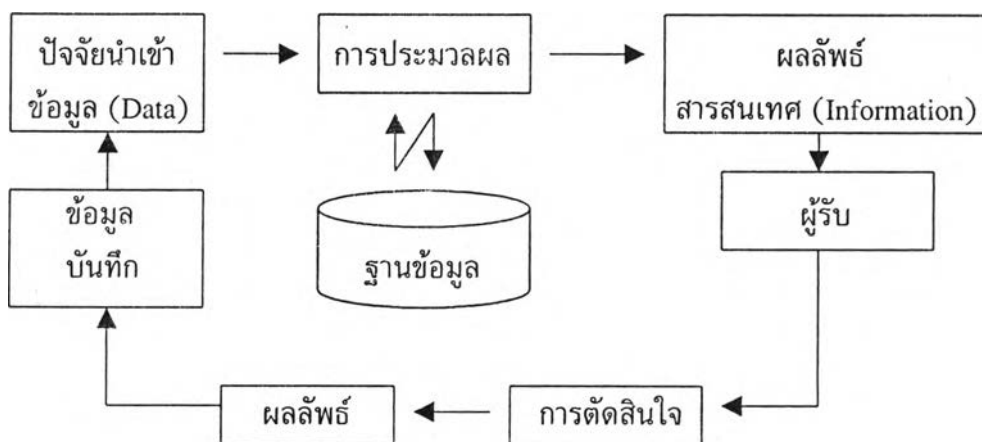 ปัจจัยนำเข้า
ข้อมูล (Data)
การประมวลผล
ผลลัพธ์
สารสนเทศ (Information)
ข้อมูล
บันทึก
ฐานข้อมูล
ผู้รับ
ผลลัพธ์
การตัดสินใจ